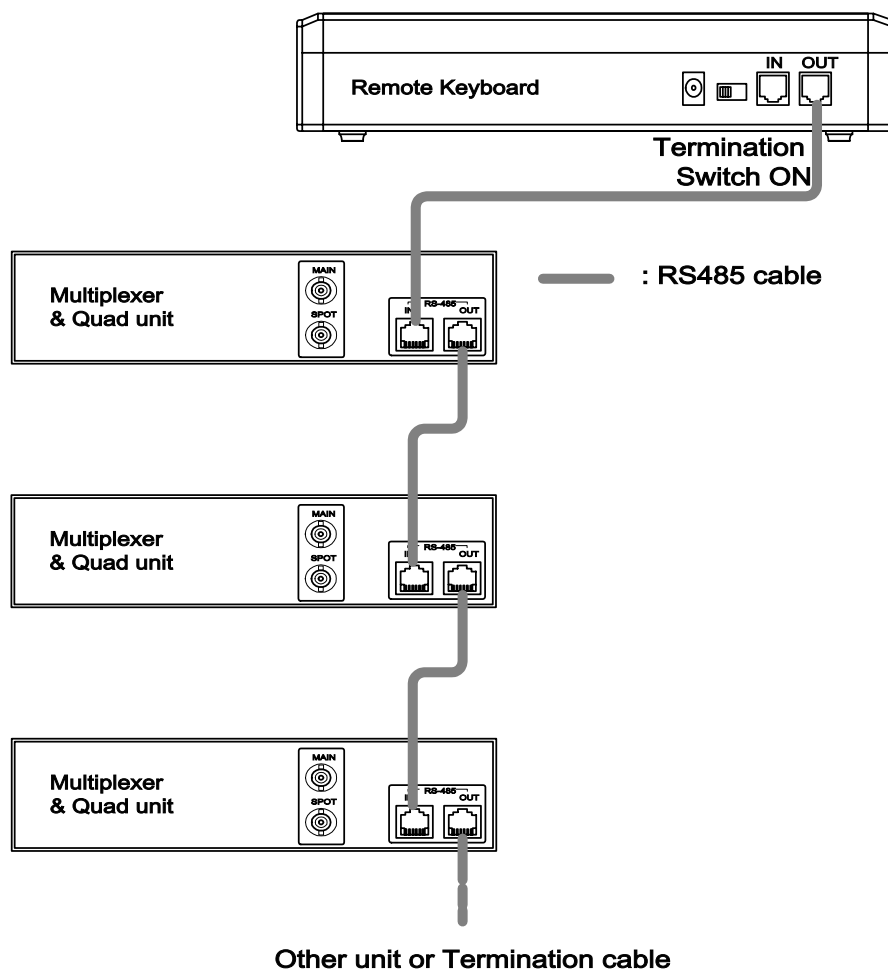 IN OUT
Remote Keyboard
Termination
Switch ON
: RS485 cable
MAIN
Multiplexer
& Quad unit
SPOT
RS-485
IN OUT
MAIN
Multiplexer
& Quad unit
SPOT
RS-485
OUT
MAIN
Multiplexer
& Quad unit
SPOT
RS-485
OUT
Other unit or Termination cable